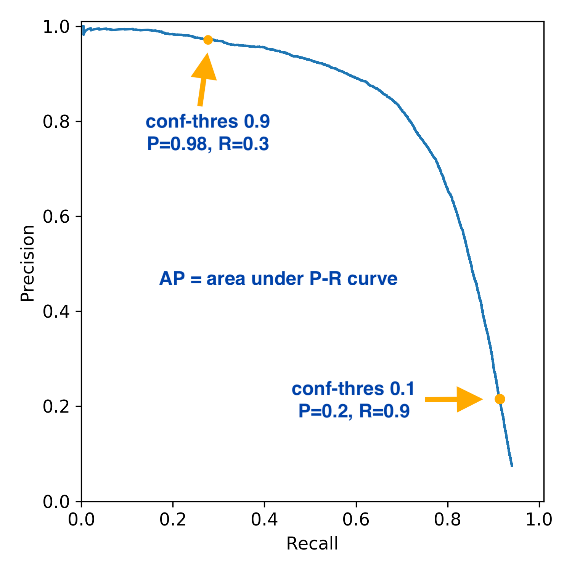 1.0
0.8
0.6
0.4
0.2
0.0
Precision
conf-thres 0.9
P=0.98, R=0.3
AP = area under P-R curve
conf-thres 0.1
P=0.2, R=0.9
0.0 0.2 0.4 0.6 0.8 1.0
Recall